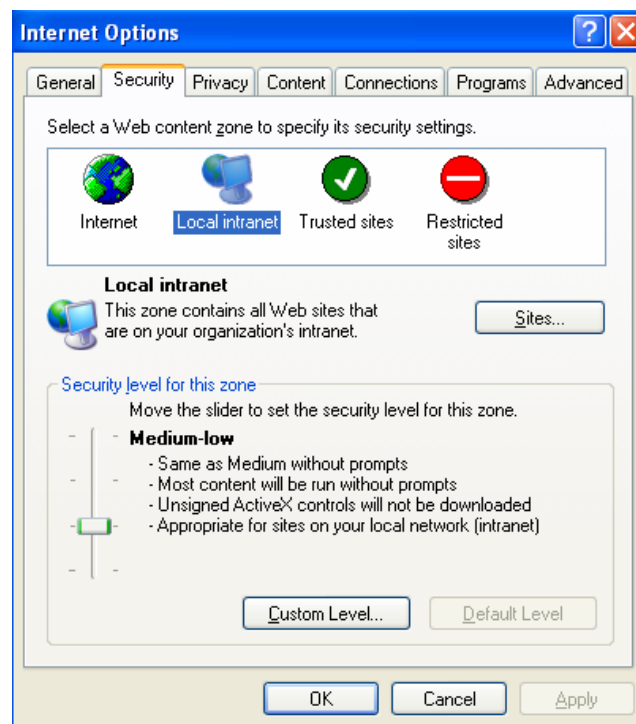 Internet Options
General Security Privacy Content Connections Programs Advanced
Select a Web content zone to specify its security settings.
Internet Local intranet Trusted sites Restricted
sites
Local intranet
This zone contains all Web sites that
are on your organization's intranet.
Sites...
Security level for this zone
Move the slider to set the security level for this zone.
Medium-low
- Same as Medium without prompts
- Most content will be run without prompts
- Unsigned ActiveX controls will not be downloaded
- Appropriate for sites on your local network (intranet)
Custom Level... Default Level
OK Cancel Apply